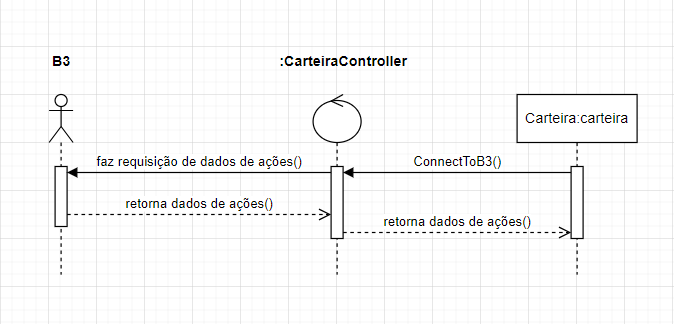 B3
:CarteiraController
Carteira:carteira
faz requisição de dados de ações()
ConnectToB3()
retorna dados de ações()
retorna dados de ações()